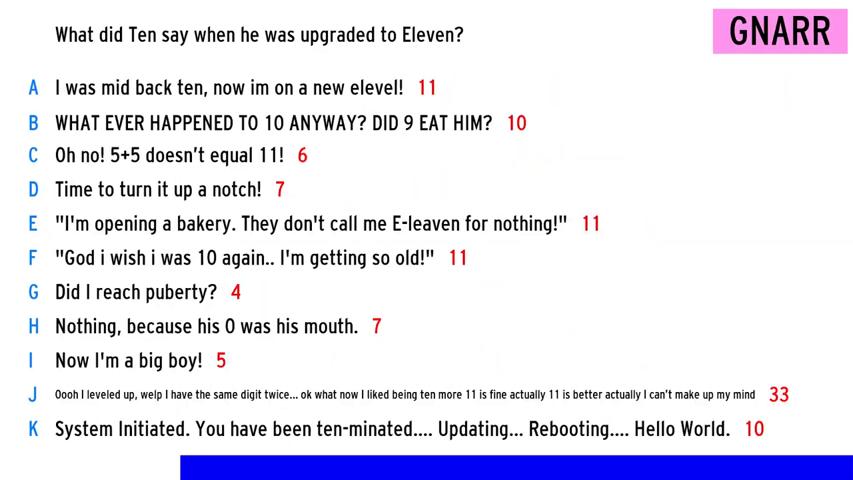 What did Ten say when he was upgraded to Eleven?
GNARR
A I was mid back ten, now im on a new elevel! 11
B WHAT EVER HAPPENED TO 10 ANYWAY? DID 9 EAT HIM? 10
C Oh no! 5+5 doesn't equal 11! 6
D Time to turn it up a notch! 7
E "I'm opening a bakery. They don't call me E-leaven for nothing!" 11
F "God i wish i was 10 again.. I'm getting so old!" 11
G Did I reach puberty? 4
H Nothing, because his 0 was his mouth. 7
I Now I'm a big boy! 5
J Oooh I leveled up, welp I have the same digit twice... ok what now I liked being ten more 11 is fine actually 11 is better actually I can't make up my mind 33
K System Initiated. You have been ten-minated.... Updating... Rebooting.... Hello World. 10